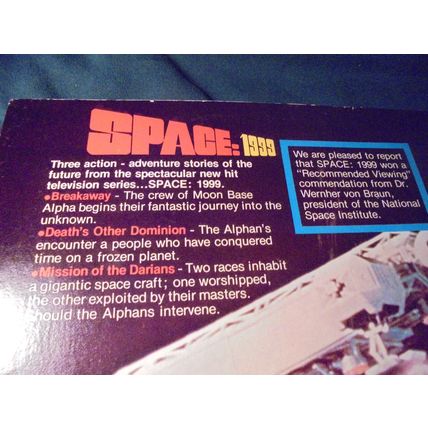 SPACE: 1999
Three action - adventure stories of the
future from the spectacular new hit
television series...SPACE: 1999.
•Breakaway - The crew of Moon Base
Alpha begins their fantastic journey into the
unknown.
•Death's Other Dominion - The Alphan's
encounter a people who have conquered
time on a frozen planet.
•Mission of the Darians - Two races inhabit
a gigantic space craft; one worshipped,
the other exploited by their masters.
Should the Alphans intervene.
We are pleased to report
that SPACE: 1999 won a
"Recommended Viewing"
commendation from Dr.
Wernher von Braun,
president of the National
Space Institute.